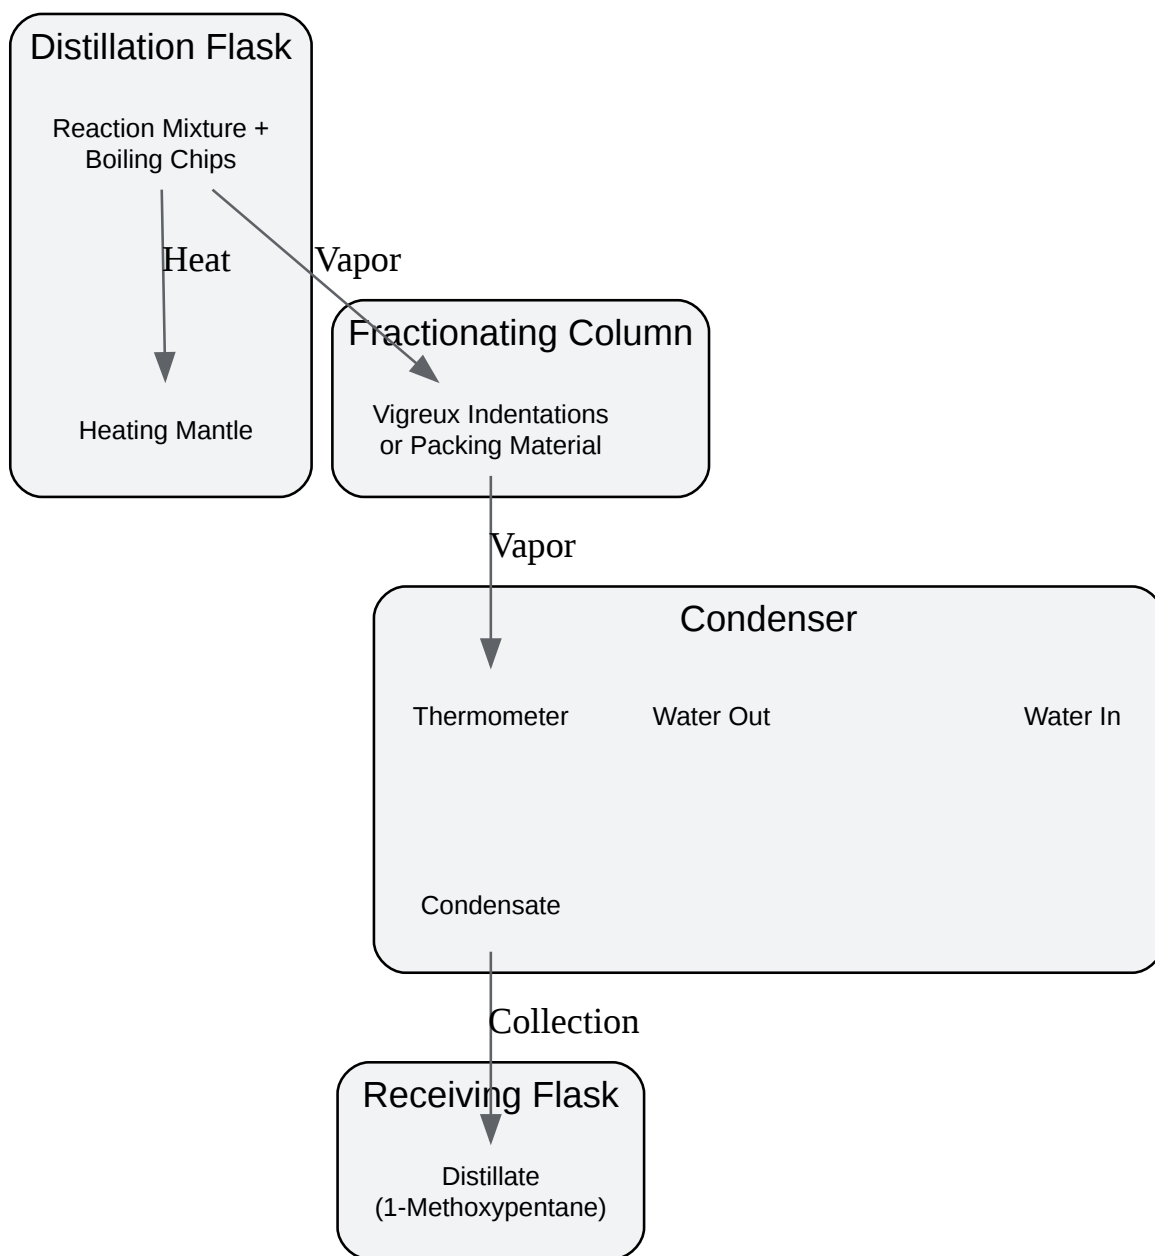 Distillation Flask
Reaction Mixture +
Boiling Chips
Heat
Vapor
Fractionating Column
Heating Mantle
Vigreux Indentations
or Packing Material
Vapor
Condenser
Thermometer
Water Out
Water In
Condensate
Collection
Receiving Flask
Distillate
(1-Methoxypentane)